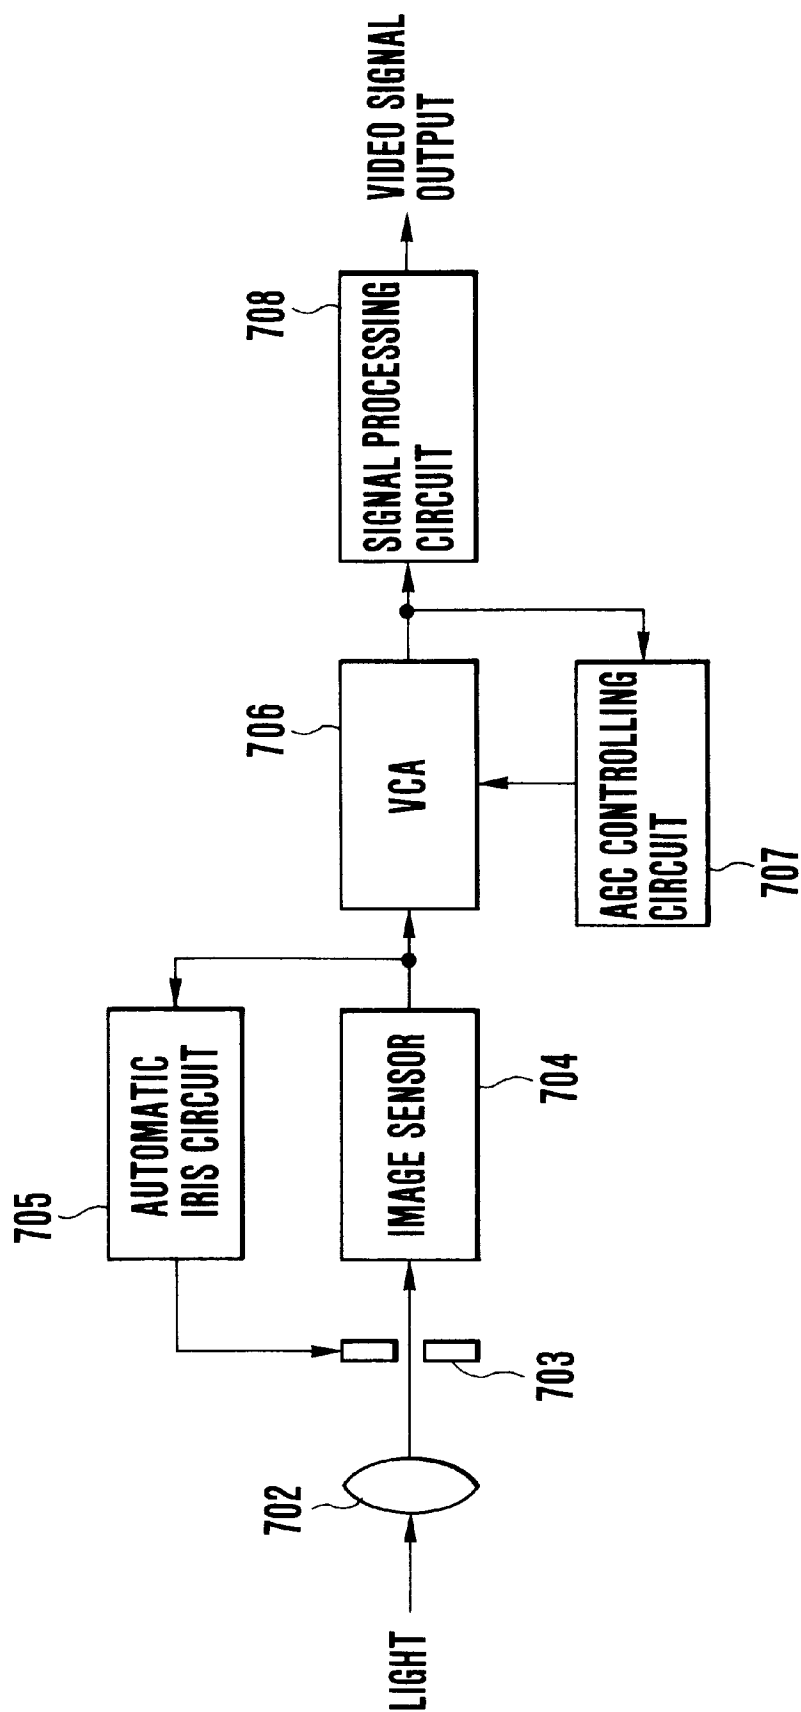 LIGHT
702
703
705
AUTOMATIC
IRIS CIRCUIT
IMAGE SENSOR
704
706
VCA
AGC CONTROLLING
CIRCUIT
707
708
SIGNAL PROCESSING
CIRCUIT
VIDEO SIGNAL
OUTPUT